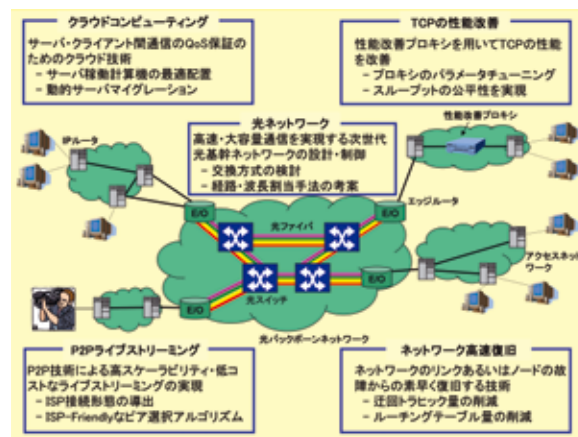 クラウドコンピューティング
サーバ・クライアント間通信のQoS保証の
ためのクラウド技術
− サーバ稼働計算機の最適配置
− 動的サーバマイグレーション
TCPの性能改善
性能改善プロキシを用いてTCPの性能
を改善
− プロキシのパラメータチューニング
− スループットの公平性を実現
光ネットワーク
高速・大容量通信を実現する次世代
光基幹ネットワークの設計・制御
− 交換方式の検討
− 経路・波長割当手法の考案
性能改善プロキシ
IPルータ
エッジルータ
E/O
E/O
光ファイバ
アクセスネット
ワーク
E/O
E/O
光スイッチ
光バックボーンネットワーク
P2Pライブストリーミング
P2P技術による高スケーラビリティ・低コ
ストなライブストリーミングの実現
− ISP接続形態の導出
− ISP-Friendlyなピア選択アルゴリズム
ネットワーク高速復旧
ネットワークのリンクあるいはノードの故
障からの素早く復旧する技術
− 迂回トラヒック量の削減
− ルーチングテーブル量の削減